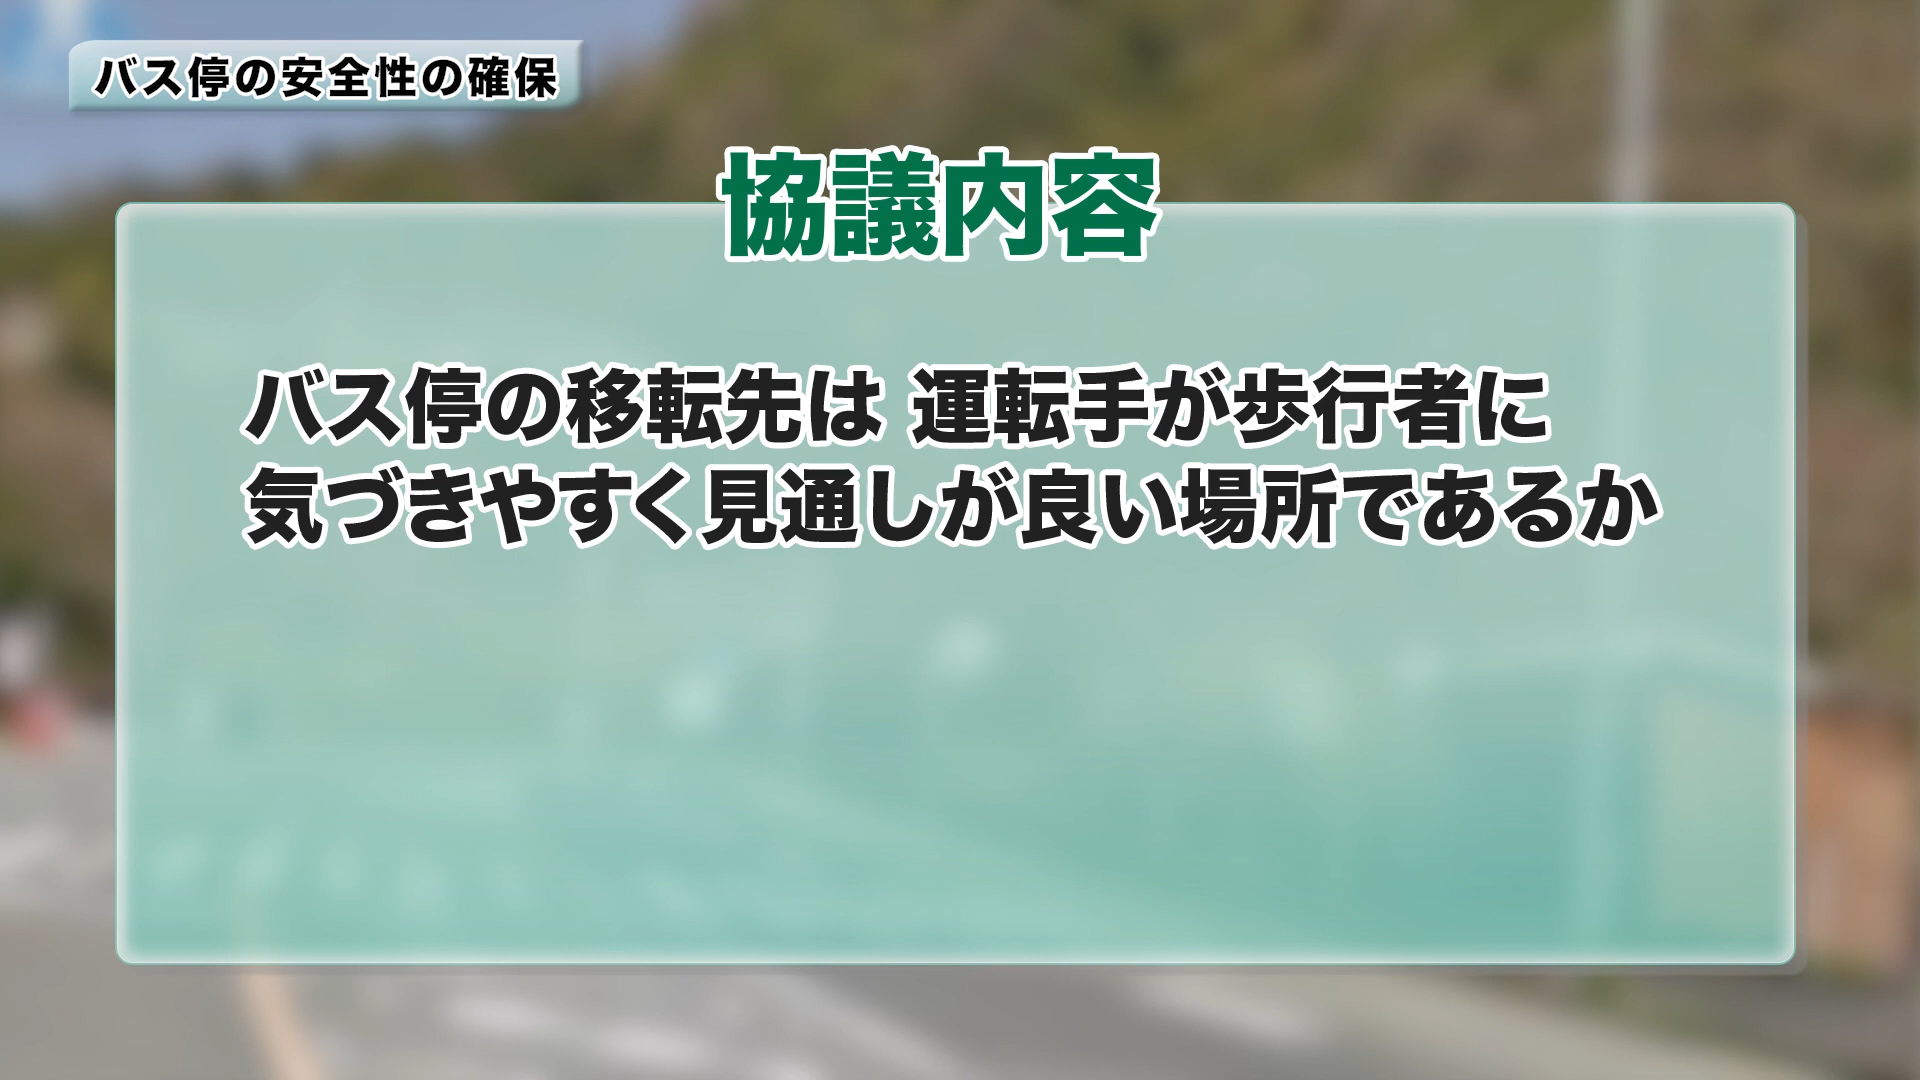 バス停の安全性の確保
協議内容
バス停の移転先は 運転手が歩行者に
気づきやすく見通しが良い場所であるか